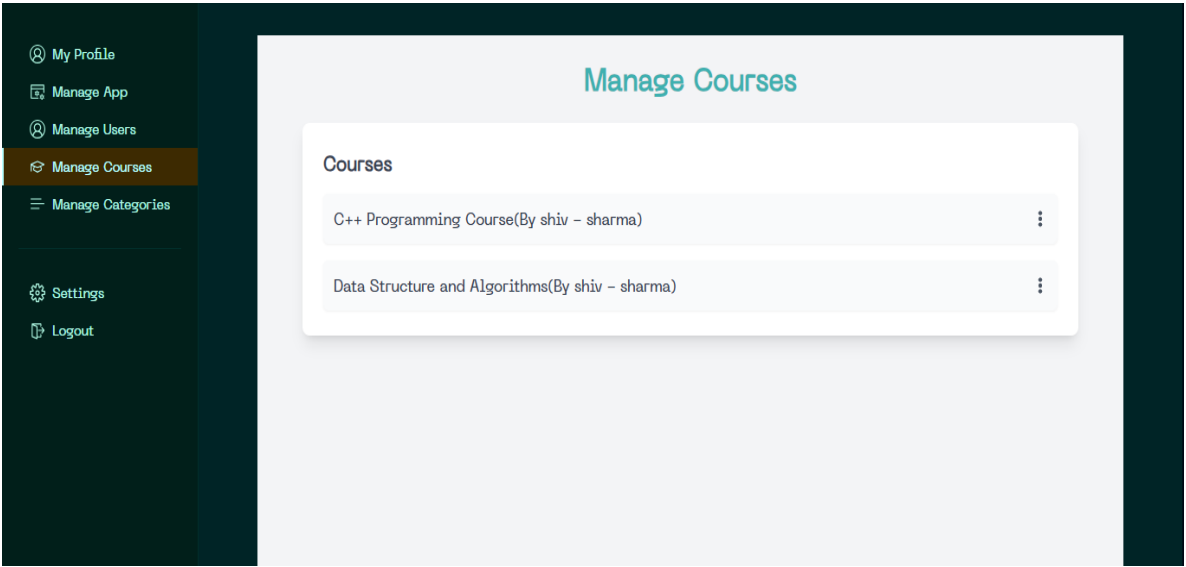 My Profile
Manage App
Manage Users
Manage Courses
Manage Categories
Settings
Logout
Manage Courses
Courses
C++ Programming Course(By shiv - sharma)
Data Structure and Algorithms(By shiv - sharma)